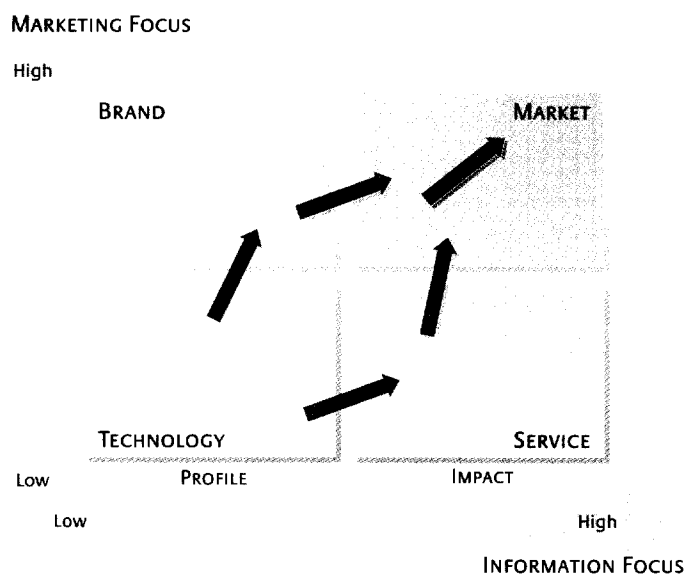 MARKETING FOCUS
High
BRAND
MARKET
TECHNOLOGY
SERVICE
Low
PROFILE
IMPACT
Low
High
INFORMATION FOCUS